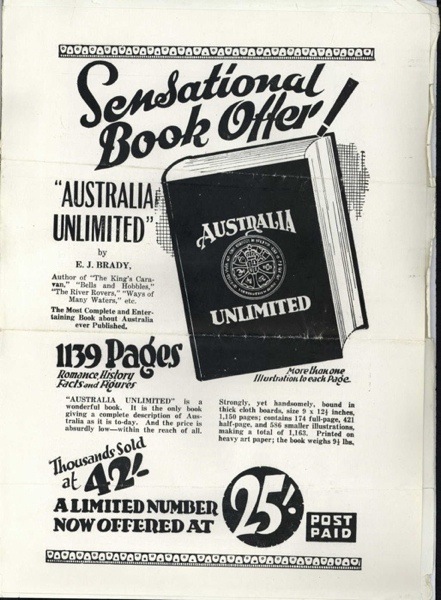 Sensational
Book Offer!
"AUSTRALIA
UNLIMITED"
by
E. J. BRADY,
Author of "The King's Cara-
van," "Bells and Hobbles,"
"The River Rovers," "Ways of
Many Waters," etc.
The Most Complete and Enter-
taining Book about Australia
ever Published.
AUSTRALIA
UNLIMITED
1139 Pages
Romance, History
Facts and Figures
More than one
Illustration to each Page
"AUSTRALIA UNLIMITED" is a
wonderful book. It is the only book
giving a complete description of Aus-
tralia as it is to-day. And the price is
absurdly low—within the reach of all.
Strongly, yet handsomely, bound in
thick cloth boards, size 9 x 12½ inches,
1,150 pages; contains 174 full-page, 421
half-page, and 586 smaller illustrations,
making a total of 1,163. Printed on
heavy art paper; the book weighs 9½ lbs.
Thousands Sold
at 42/-
A LIMITED NUMBER
NOW OFFERED AT
25/-
POST
PAID